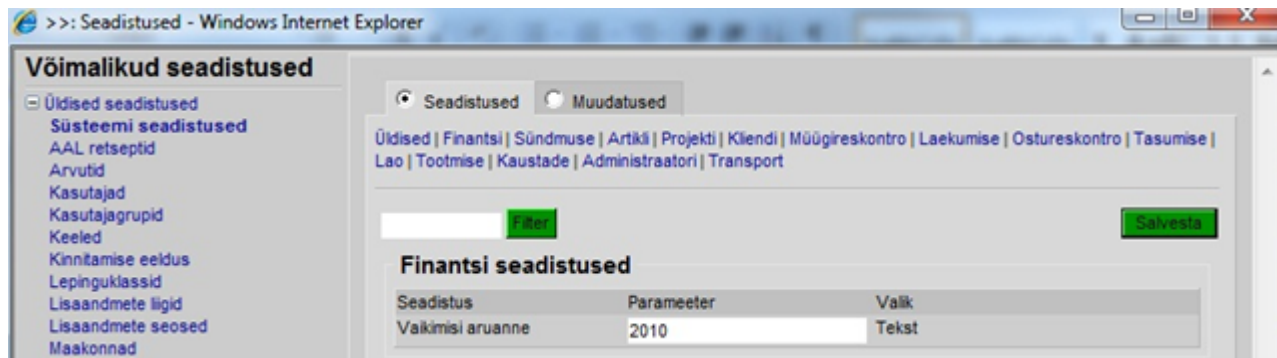 >>: Seadistused - Windows Internet Explorer
Võimalikud seadistused
Üldised seadistused
Süsteemi seadistused
AAL retseptid
Arvutid
Kasutajad
Kasutajagrupid
Keeled
Kinnitamise eeldus
Lepinguklassid
Lisaandmete liigid
Lisaandmete seosed
Maakonnad
Seadistused Muudatused
Üldised | Finantsi | Sündmuse | Artikli | Projekti | Kliendi | Müügireskontro | Laekumise | Ostureskontro | Tasumise |
Lao | Tootmise | Kaustade | Administraatori | Transport
Filter Salvesta
Finantsi seadistused
Seadistus Parameeter Valik
Vaikimisi aruanne 2010 Tekst